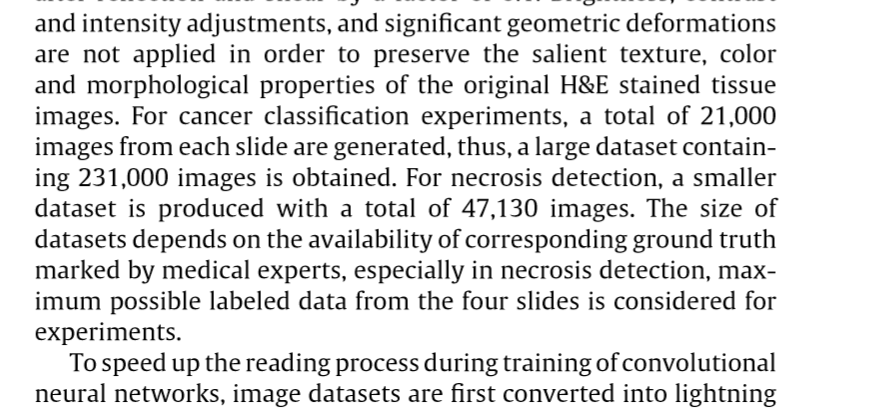 and intensity adjustments, and significant geometric deformations
are not applied in order to preserve the salient texture, color
and morphological properties of the original H&E stained tissue
images. For cancer classification experiments, a total of 21,000
images from each slide are generated, thus, a large dataset contain-
ing 231,000 images is obtained. For necrosis detection, a smaller
dataset is produced with a total of 47,130 images. The size of
datasets depends on the availability of corresponding ground truth
marked by medical experts, especially in necrosis detection, max-
imum possible labeled data from the four slides is considered for
experiments.
To speed up the reading process during training of convolutional
neural networks, image datasets are first converted into lightning